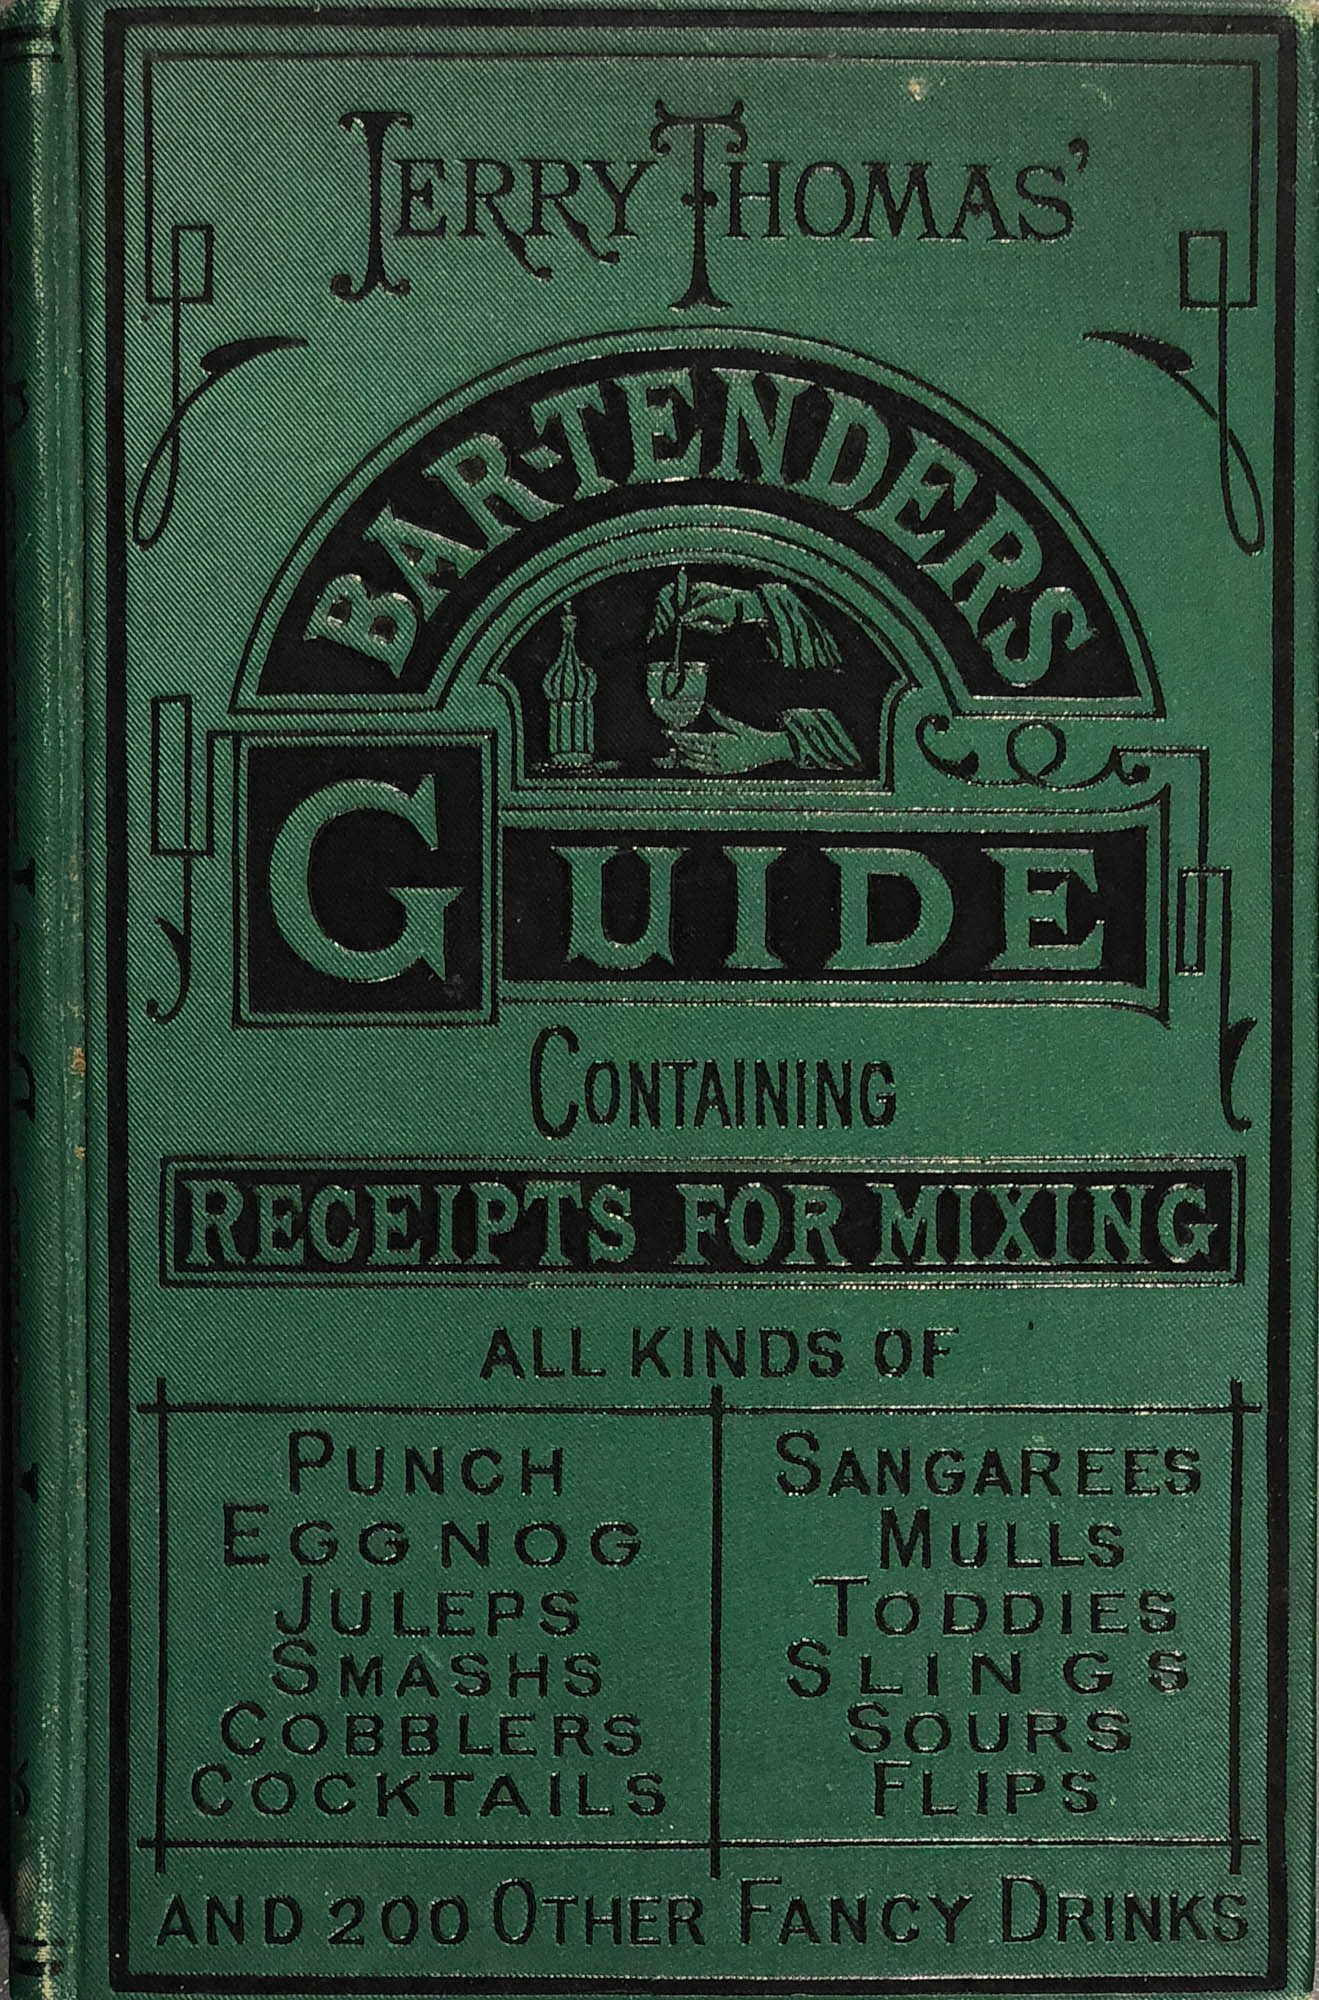 JERRY THOMAS'
BAR-TENDERS
GUIDE
CONTAINING
RECEIPTS FOR MIXING
ALL KINDS OF
PUNCH
EGGNOG
JULEPS
SMASHS
COBBLERS
COCKTAILS
SANGAREES
MULLS
TODDIES
SLINGS
SOURS
FLIPS
AND 200 OTHER FANCY DRINKS